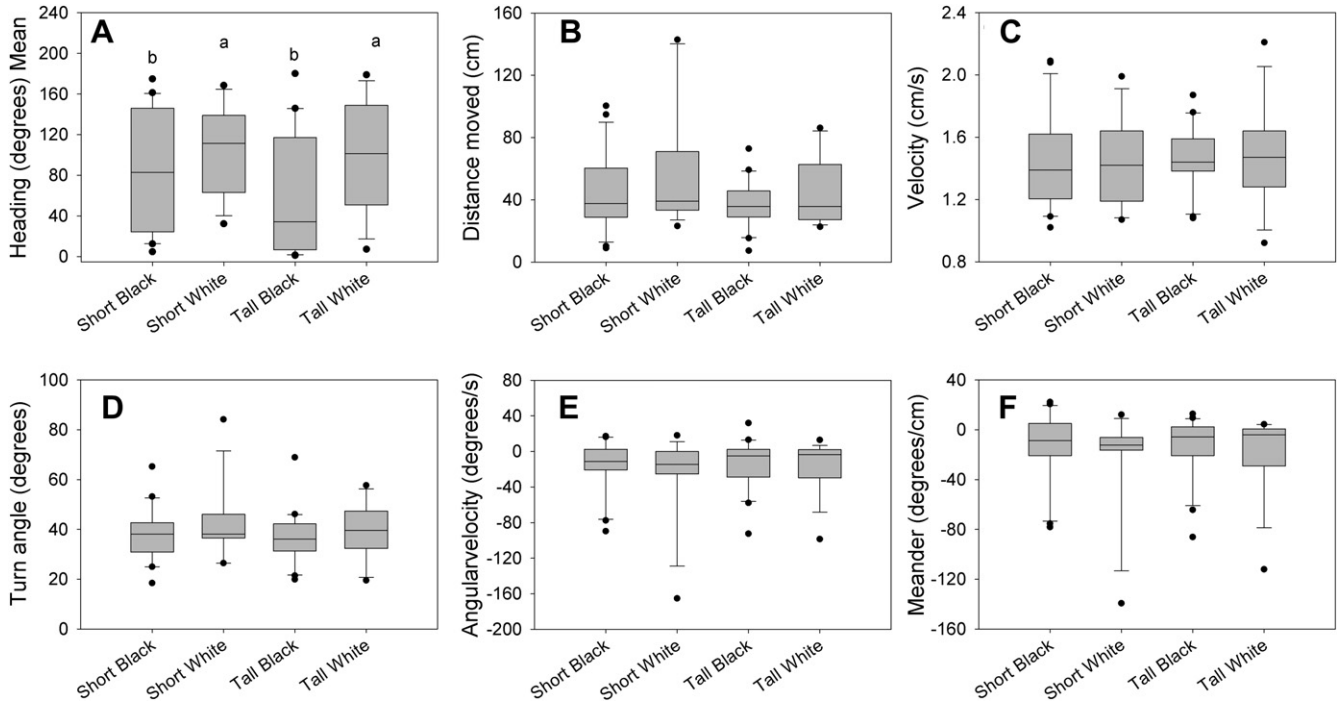 A
b a b a
Heading (degrees) Mean
240
200
160
120
80
40
0
Short Black
Short White
Tall Black
Tall White
B
Distance moved (cm)
160
120
80
40
0
Short Black
Short White
Tall Black
Tall White
C
Velocity (cm/s)
2.4
2.0
1.6
1.2
0.8
Short Black
Short White
Tall Black
Tall White
D
Turn angle (degrees)
100
80
60
40
20
0
Short Black
Short White
Tall Black
Tall White
E
Angularvelocity (degrees/s)
80
40
0
-40
-80
-120
-160
-200
Short Black
Short White
Tall Black
Tall White
F
Meander (degrees/cm)
40
0
-40
-80
-120
-160
Short Black
Short White
Tall Black
Tall White